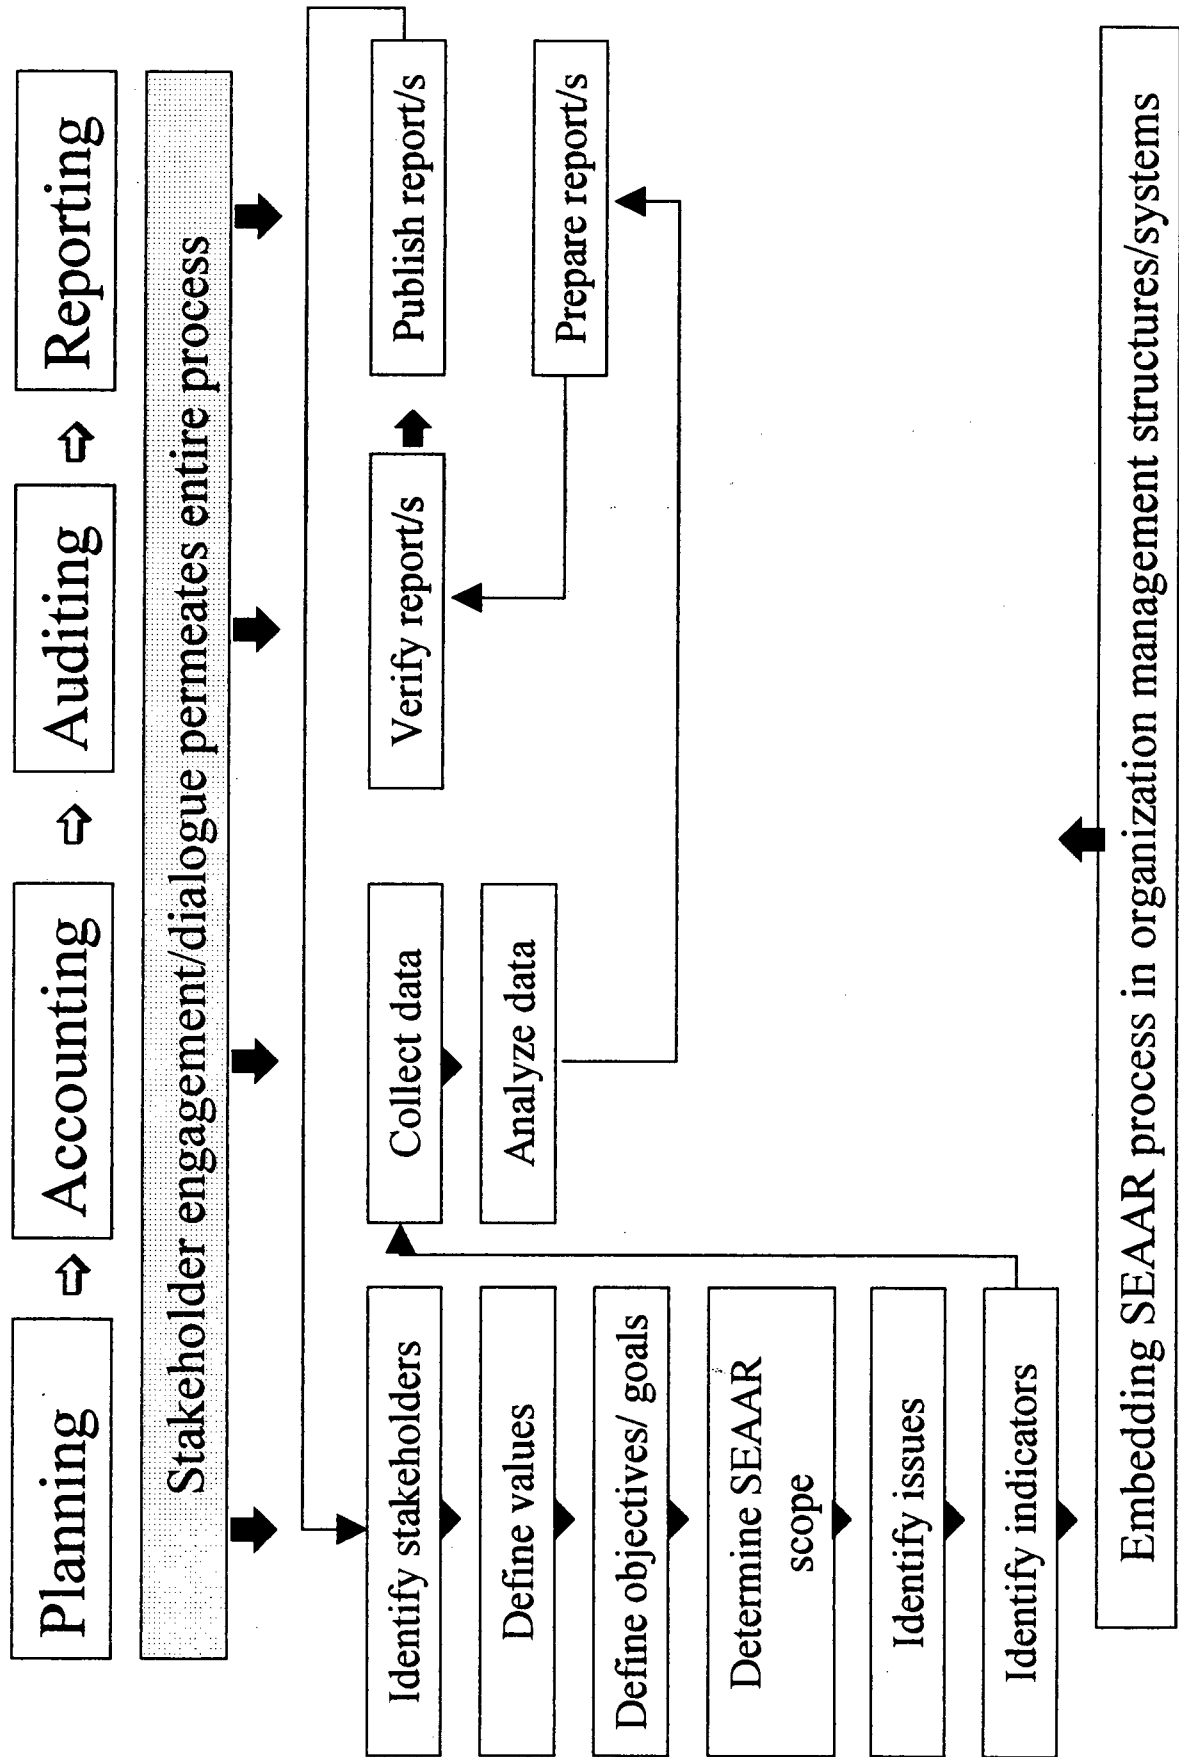 Planning
Accounting
Auditing
Reporting
Stakeholder engagement/dialogue permeates entire process
Identify stakeholders
Define values
Define objectives/ goals
Determine SEAAR
scope
Identify issues
Identify indicators
Collect data
Analyze data
Verify report/s
Publish report/s
Prepare report/s
Embedding SEAAR process in organization management structures/systems